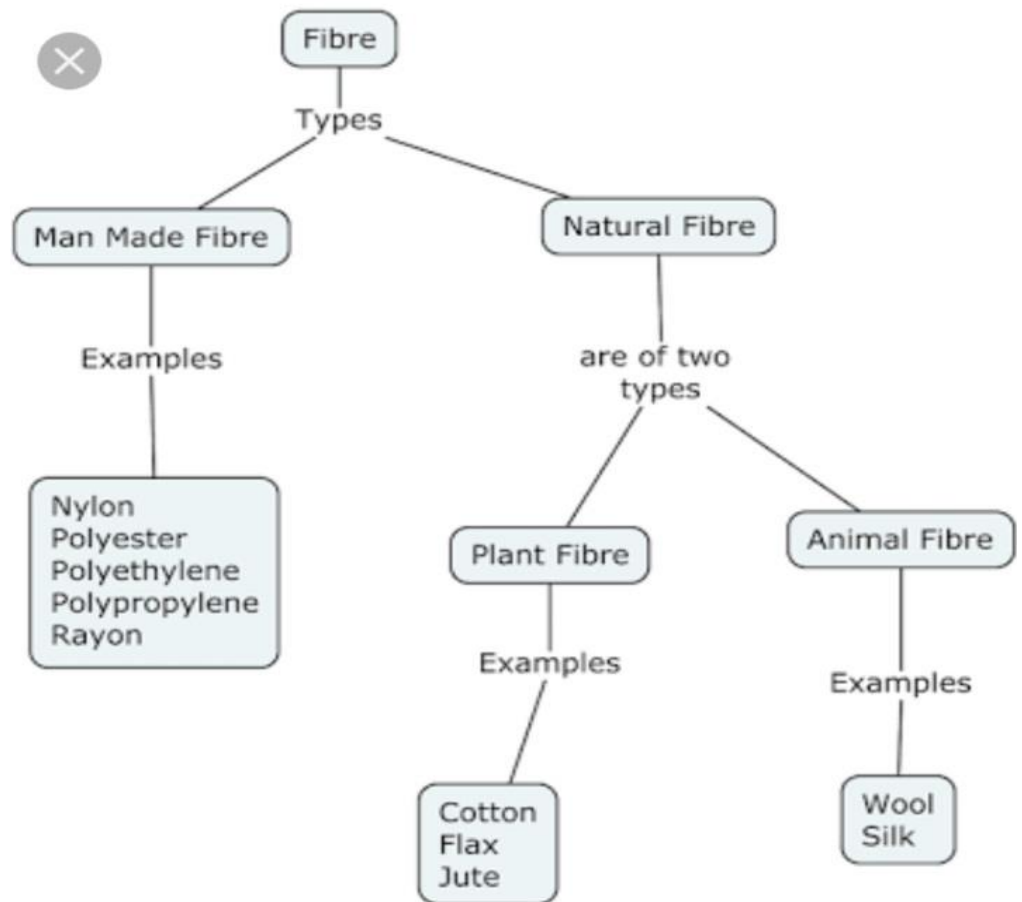 Fibre
Types
Man Made Fibre
Natural Fibre
Examples
are of two
types
Nylon
Polyester
Polyethylene
Polypropylene
Rayon
Plant Fibre
Animal Fibre
Examples
Examples
Cotton
Flax
Jute
Wool
Silk